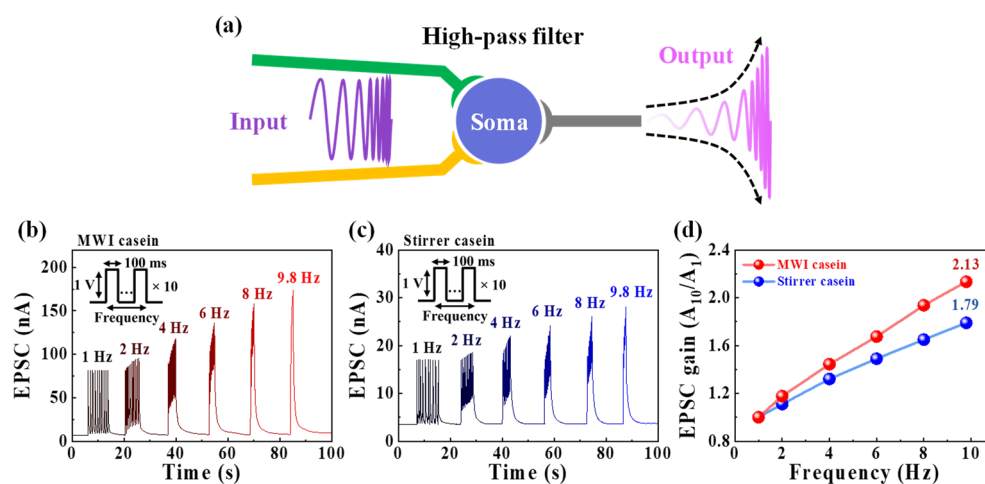 (a)
High-pass filter
Input
Soma
Output
(b)
MWI casein
100 ms
1 V
× 10
Frequency
1 Hz
2 Hz
4 Hz
6 Hz
8 Hz
9.8 Hz
EPSC (nA)
200
150
100
50
0
0 20 40 60 80 100
Time (s)
(c)
Stirrer casein
100 ms
1 V
× 10
Frequency
1 Hz
2 Hz
4 Hz
6 Hz
8 Hz
9.8 Hz
EPSC (nA)
40
30
20
10
0
0 20 40 60 80 100
Time (s)
(d)
MWI casein
Stirrer casein
2.13
1.79
EPSC gain (A10/A1)
2.4
2.0
1.6
1.2
0.8
0 2 4 6 8 10
Frequency (Hz)